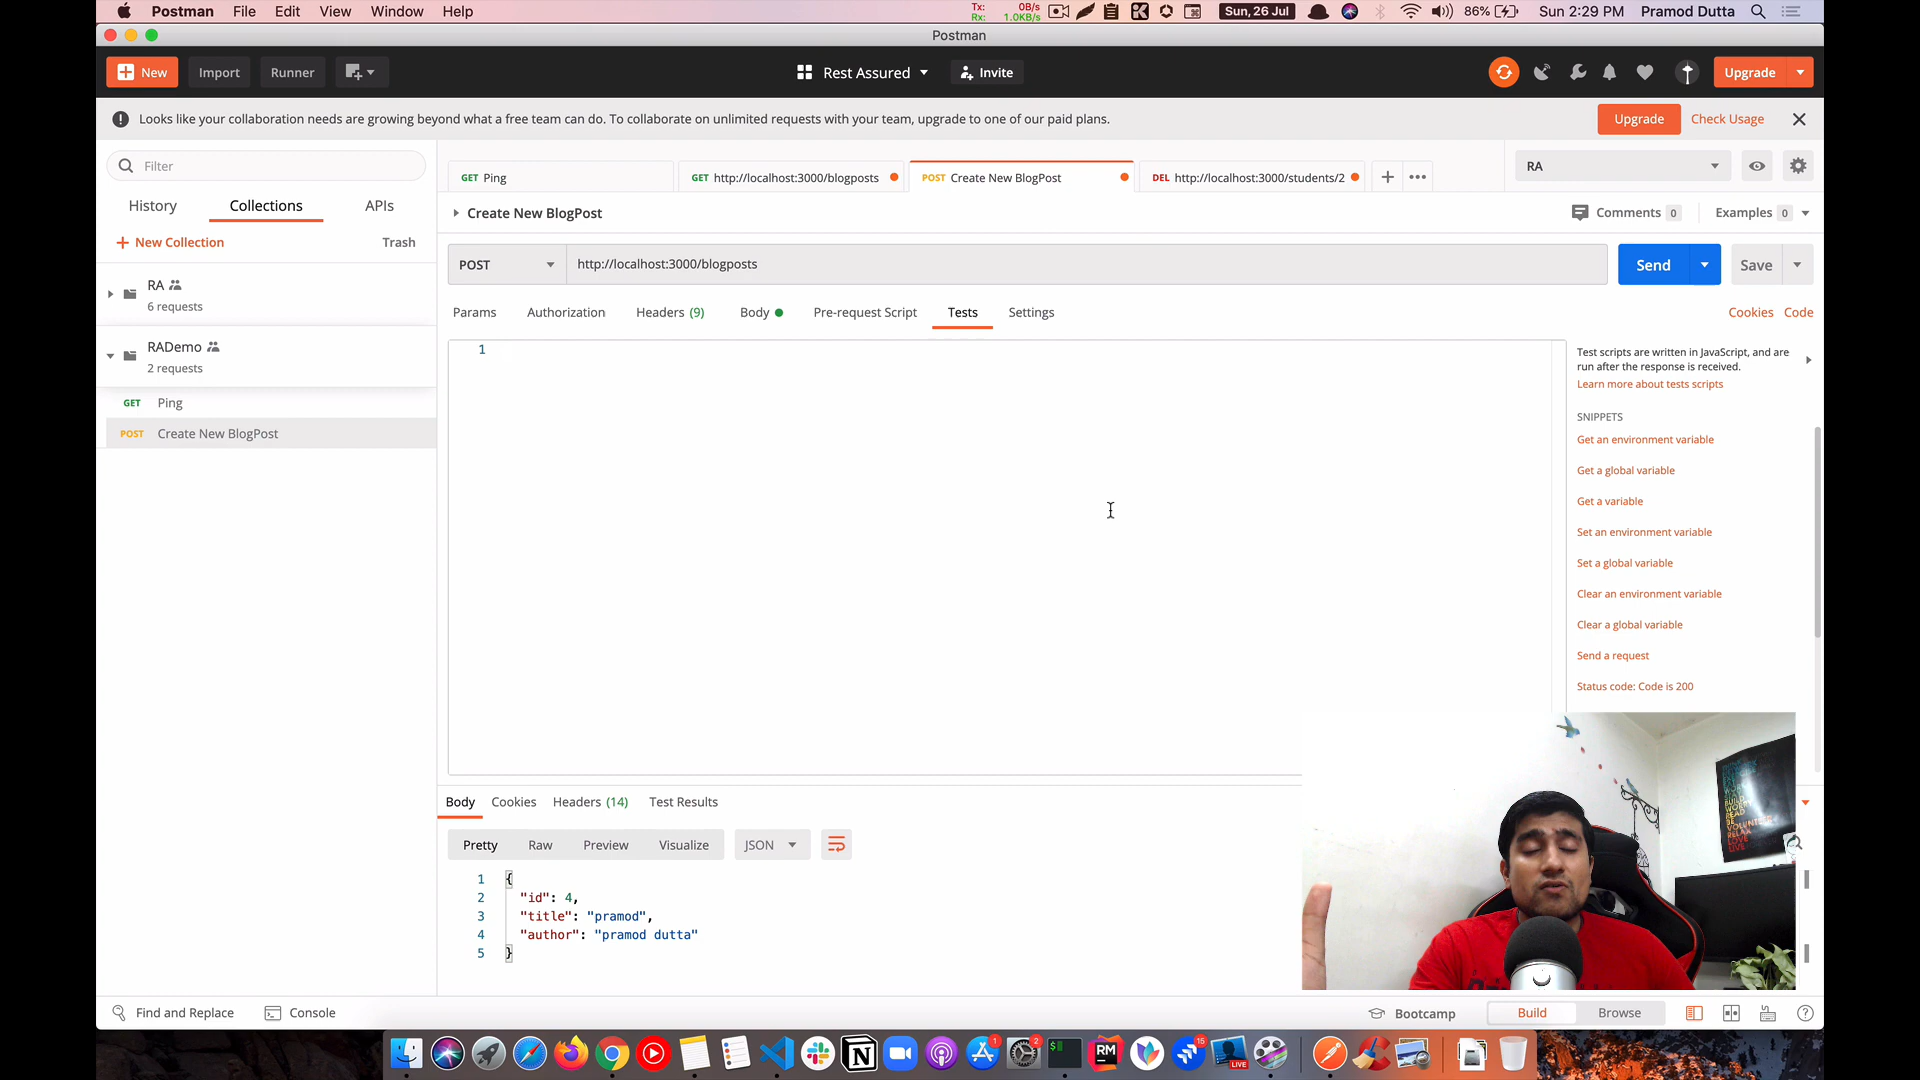 Postman File Edit View Window Help
Tx: 0B/s
Rx: 1.0KB/s
Sun, 26 Jul
86%
Sun 2:29 PM Pramod Dutta
Postman
New Import Runner
Rest Assured Invite
Upgrade
Looks like your collaboration needs are growing beyond what a free team can do. To collaborate on unlimited requests with your team, upgrade to one of our paid plans.
Upgrade Check Usage
Filter
History Collections APIs
New Collection Trash
RA
6 requests
RADemo
2 requests
GET Ping
POST Create New BlogPost
GET Ping
GET http://localhost:3000/blogposts
POST Create New BlogPost
DEL http://localhost:3000/students/2
RA
Create New BlogPost
Comments 0 Examples 0
POST http://localhost:3000/blogposts
Send Save
Params Authorization Headers (9) Body Pre-request Script Tests Settings
Cookies Code
1
Test scripts are written in JavaScript, and are
run after the response is received.
Learn more about tests scripts
SNIPPETS
Get an environment variable
Get a global variable
Get a variable
Set an environment variable
Set a global variable
Clear an environment variable
Clear a global variable
Send a request
Status code: Code is 200
Body Cookies Headers (14) Test Results
Pretty Raw Preview Visualize JSON
1 {
2 "id": 4,
3 "title": "pramod",
4 "author": "pramod dutta"
5 }
Find and Replace Console
Bootcamp Build Browse
RM
LIVE